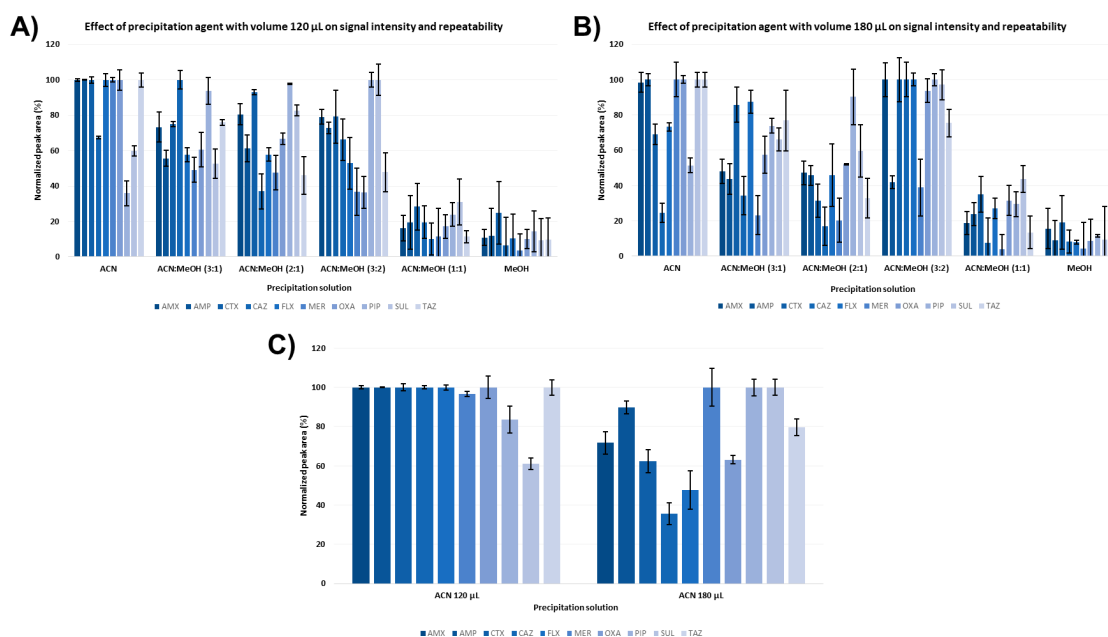 A)
Effect of precipitation agent with volume 120 µL on signal intensity and repeatability
Normalized peak area (%)
120
100
80
60
40
20
0
ACN
ACN:MeOH (3:1)
ACN:MeOH (2:1)
ACN:MeOH (3:2)
ACN:MeOH (1:1)
MeOH
Precipitation solution
AMX AMP CTX CAZ FLX MER OXA PIP SUL TAZ
B)
Effect of precipitation agent with volume 180 µL on signal intensity and repeatability
Normalized peak area (%)
120
100
80
60
40
20
0
ACN
ACN:MeOH (3:1)
ACN:MeOH (2:1)
ACN:MeOH (3:2)
ACN:MeOH (1:1)
MeOH
Precipitation solution
AMX AMP CTX CAZ FLX MER OXA PIP SUL TAZ
C)
Normalized peak area (%)
120
100
80
60
40
20
0
ACN 120 µL
ACN 180 µL
Precipitation solution
AMX AMP CTX CAZ FLX MER OXA PIP SUL TAZ